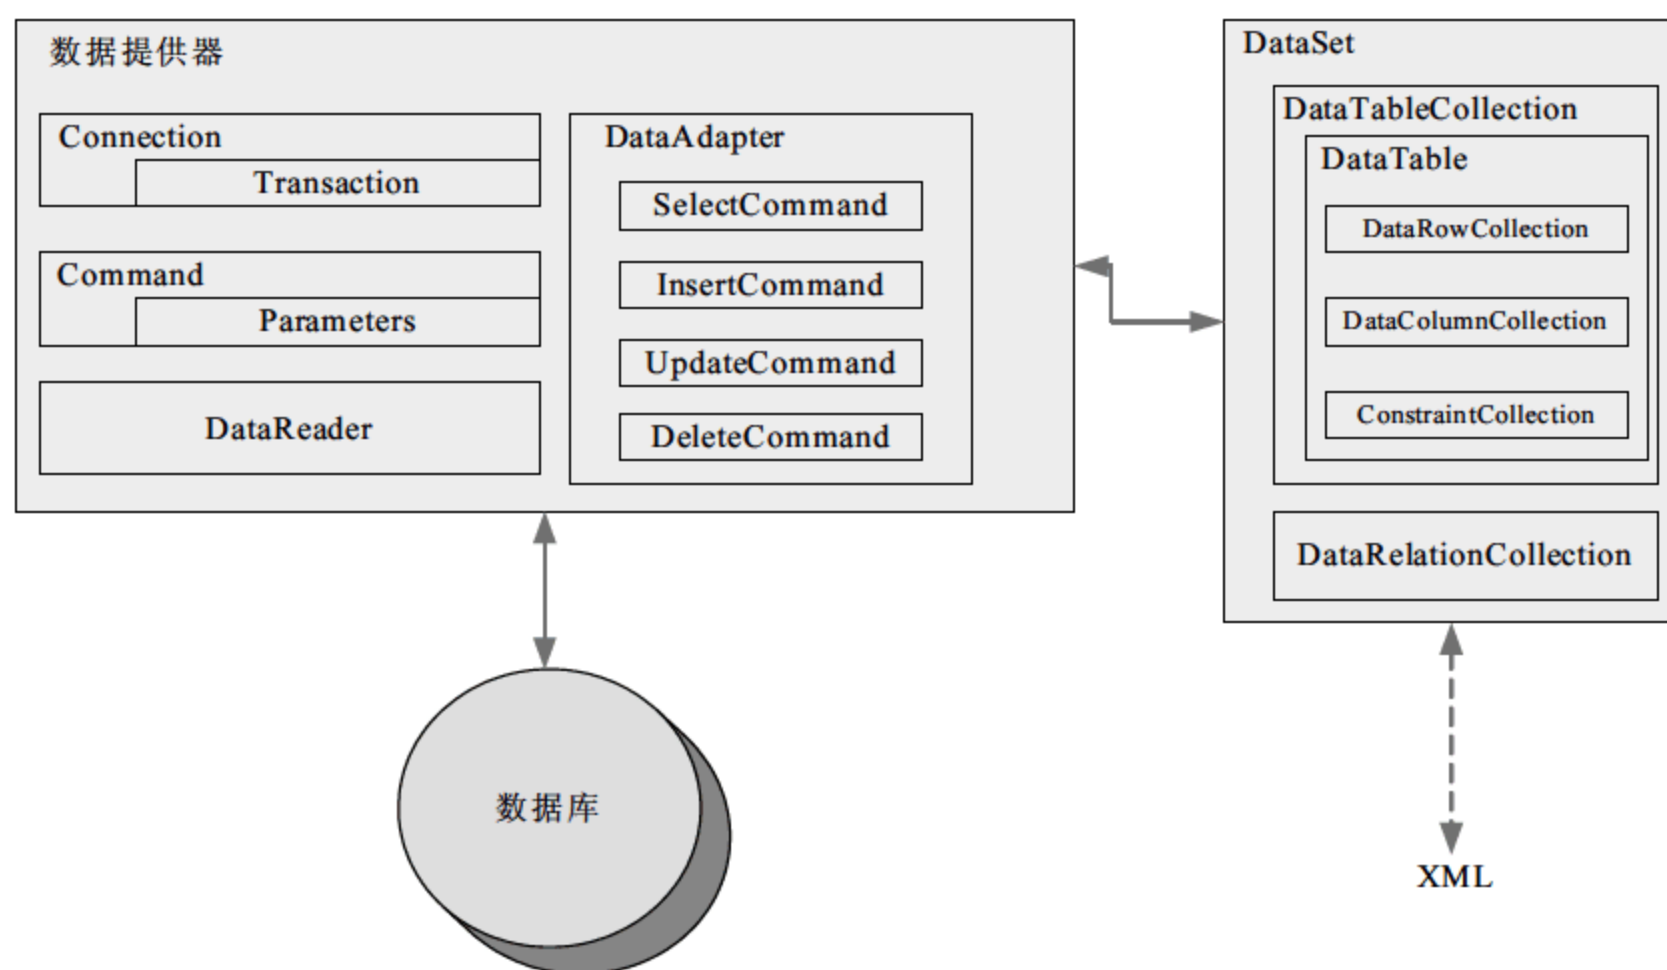 数据提供器
Connection
Transaction
Command
Parameters
DataReader
DataAdapter
SelectCommand
InsertCommand
UpdateCommand
DeleteCommand
DataSet
DataTableCollection
DataTable
DataRowCollection
DataColumnCollection
ConstraintCollection
DataRelationCollection
数据库
XML